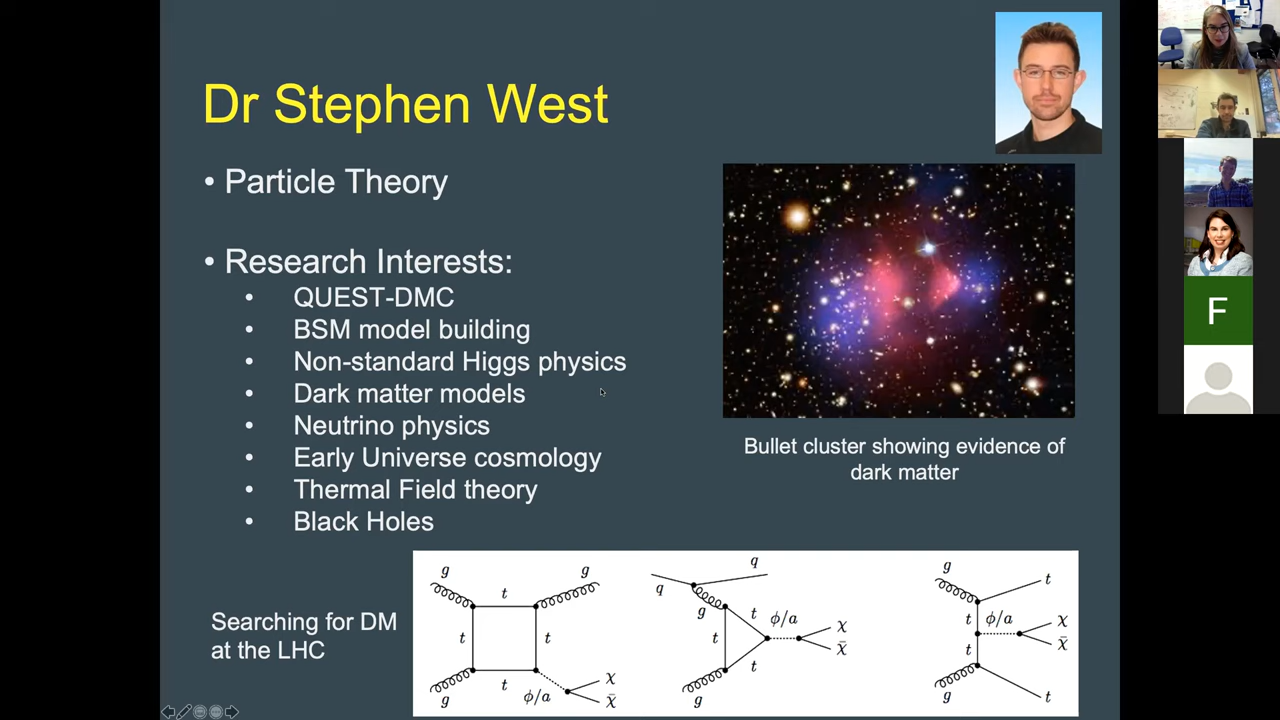 Dr Stephen West
• Particle Theory
• Research Interests:
• QUEST-DMC
• BSM model building
• Non-standard Higgs physics
• Dark matter models
• Neutrino physics
• Early Universe cosmology
• Thermal Field theory
• Black Holes
Bullet cluster showing evidence of
dark matter
Searching for DM
at the LHC
g g t t t t g ϕ/a χ χ̄
q q g t t t ϕ/a χ χ̄ g
g t t ϕ/a χ χ̄ t g t
F